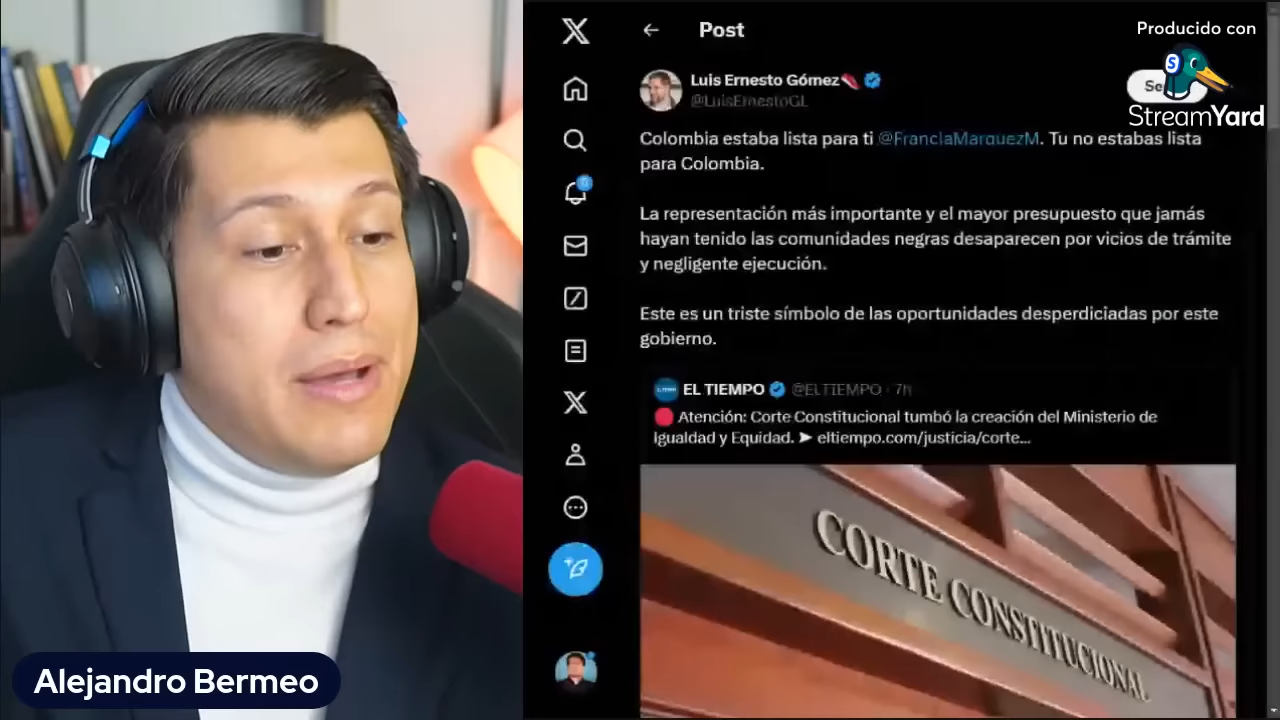 Post
Producido con
StreamYard
Luis Ernesto Gómez
@LuisErnestoGL
Colombia estaba lista para ti @FranciaMarquezM. Tu no estabas lista
para Colombia.
La representación más importante y el mayor presupuesto que jamás
hayan tenido las comunidades negras desaparecen por vicios de trámite
y negligente ejecución.
Este es un triste símbolo de las oportunidades desperdiciadas por este
gobierno.
EL TIEMPO @ELTIEMPO · 7h
Atención: Corte Constitucional tumbó la creación del Ministerio de
Igualdad y Equidad. ➤ eltiempo.com/justicia/corte...
CORTE CONSTITUCIONAL
Alejandro Bermeo